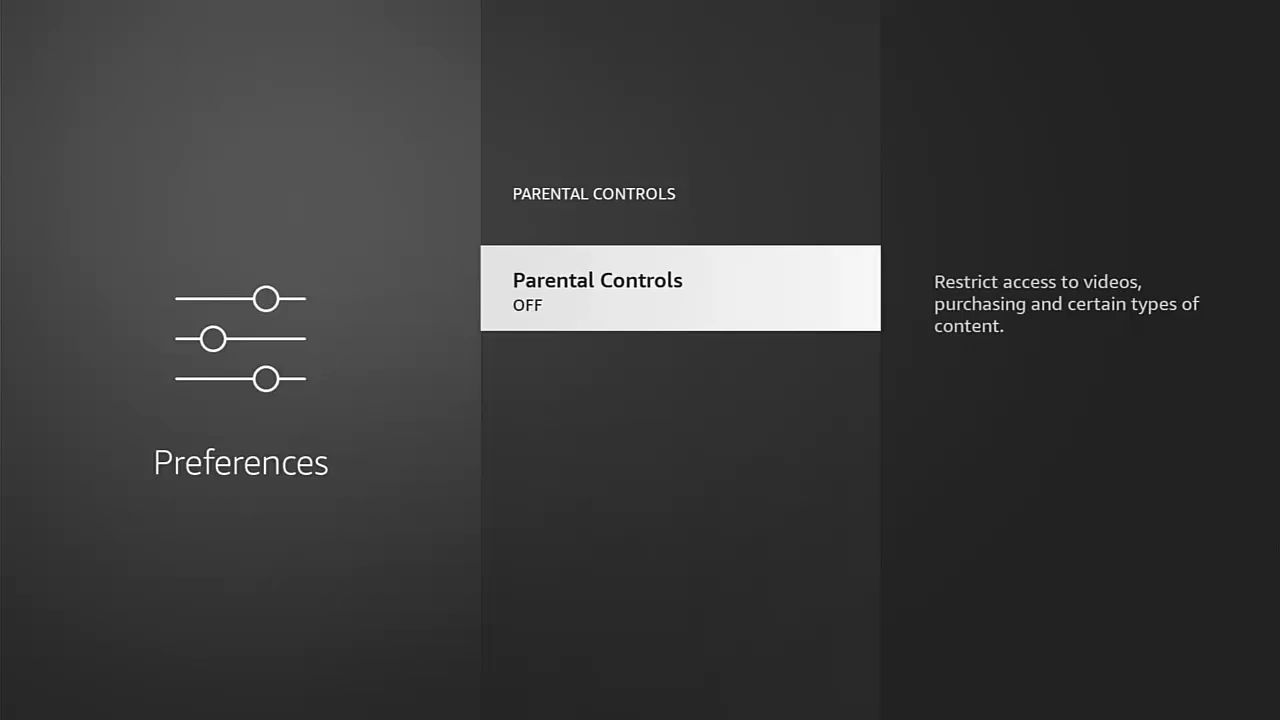 PARENTAL CONTROLS
Parental Controls
OFF
Restrict access to videos,
purchasing and certain types of
content.
Preferences